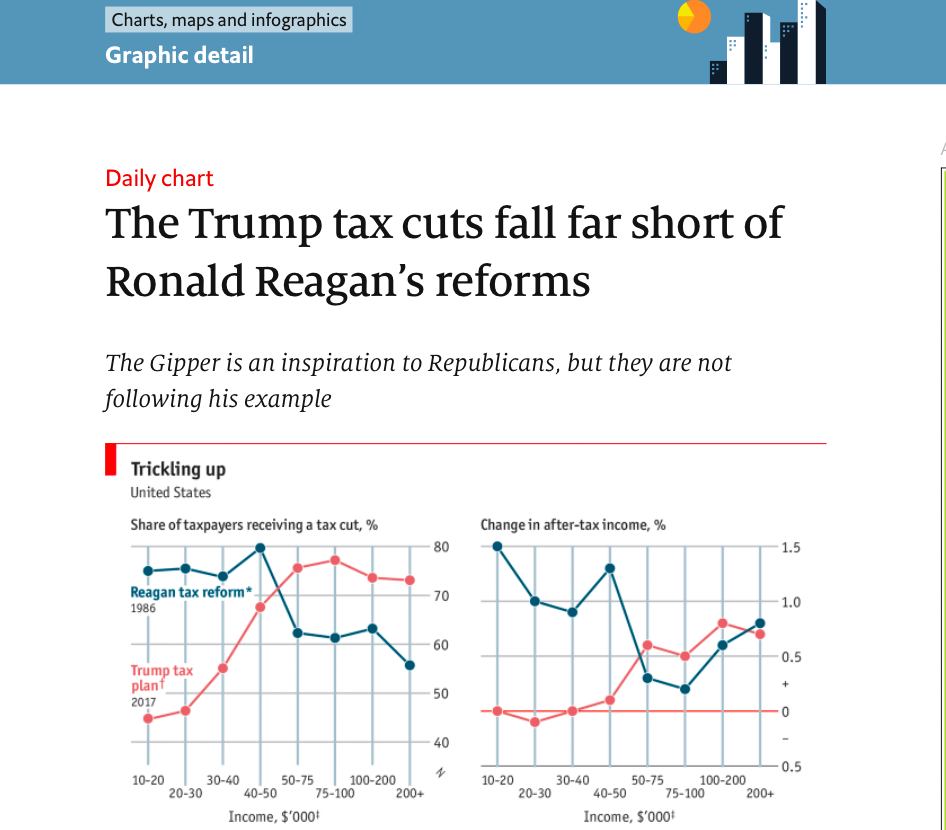 Charts, maps and infographics
Graphic detail
Daily chart
The Trump tax cuts fall far short of
Ronald Reagan’s reforms
The Gipper is an inspiration to Republicans, but they are not
following his example
Trickling up
United States
Share of taxpayers receiving a tax cut, %
80
Reagan tax reform*
1986
70
60
Trump tax
plan†
2017
50
40
10-20 30-40 50-75 100-200
20-30 40-50 75-100 200+
Income, $’000‡
Change in after-tax income, %
1.5
1.0
0.5
+
0
–
0.5
10-20 30-40 50-75 100-200
20-30 40-50 75-100 200+
Income, $’000‡